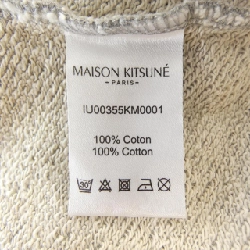 MAISON KITSUNÉ
– PARIS –
IU00355KM0001
100% Coton
100% Cotton